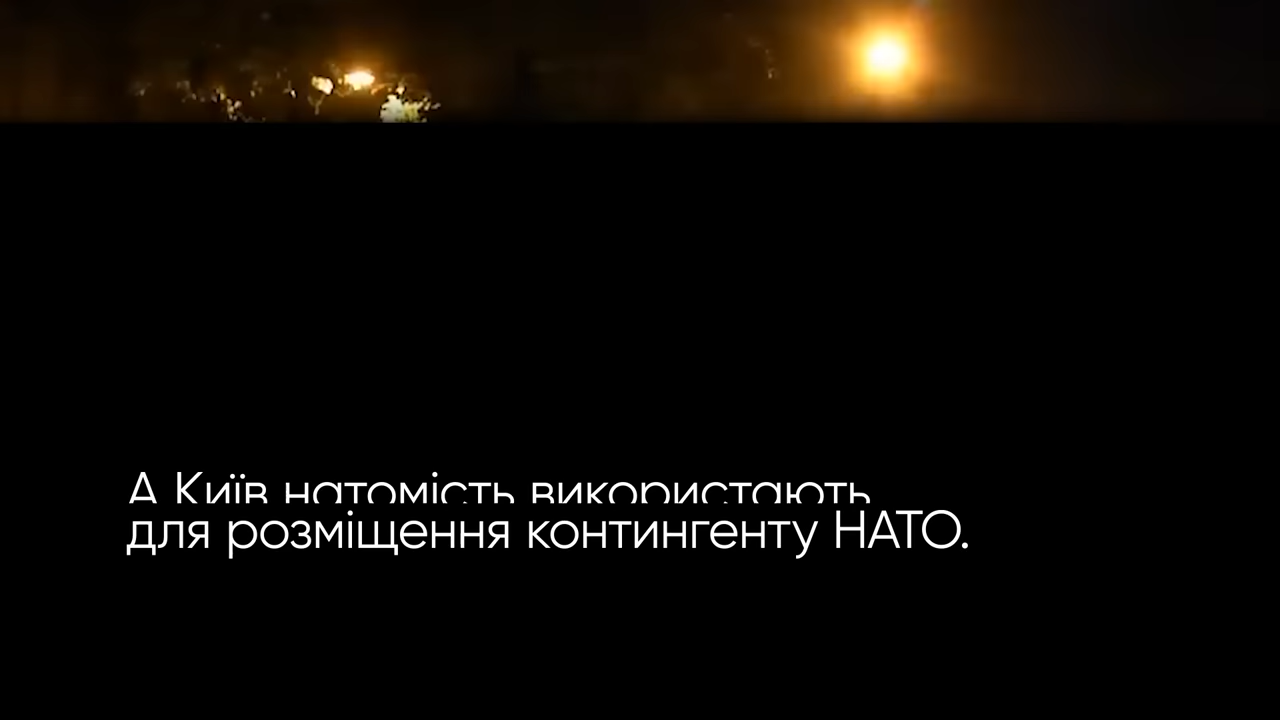 А Київ натомість використають
для розміщення контингенту НАТО.